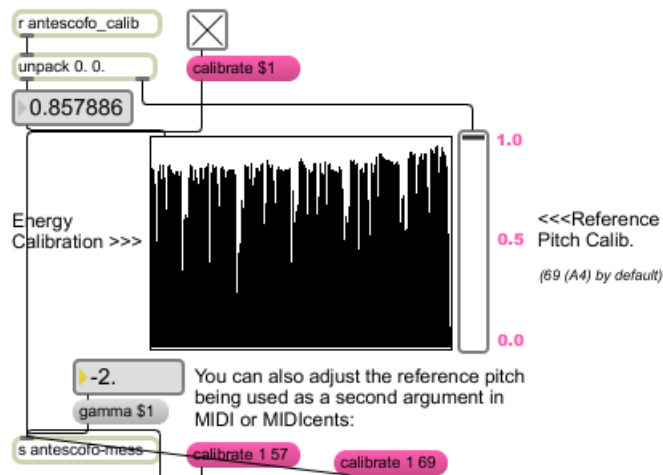 r antescofo_calib
unpack 0. 0.
calibrate $1
0.857886
1.0
Energy
Calibration >>>
0.5
<<<Reference
Pitch Calib.
(69 (A4) by default)
0.0
-2.
gamma $1
You can also adjust the reference pitch
being used as a second argument in
MIDI or MIDIcents:
s antescofo-mess
calibrate 1 57
calibrate 1 69